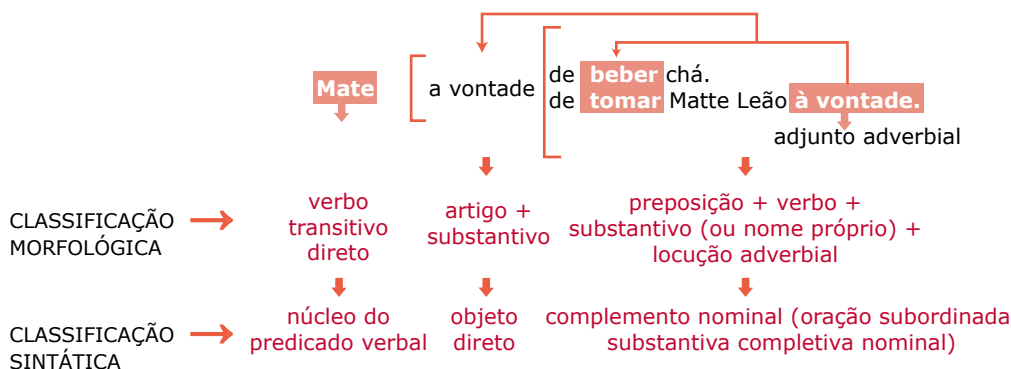 de beber chá.
Mate a vontade
de tomar Matte Leão à vontade.
adjunto adverbial
CLASSIFICAÇÃO
MORFOLÓGICA
verbo
transitivo
direto
artigo +
substantivo
preposição + verbo +
substantivo (ou nome próprio) +
locução adverbial
CLASSIFICAÇÃO
SINTÁTICA
núcleo do
predicado verbal
objeto
direto
complemento nominal (oração subordinada
substantiva completiva nominal)